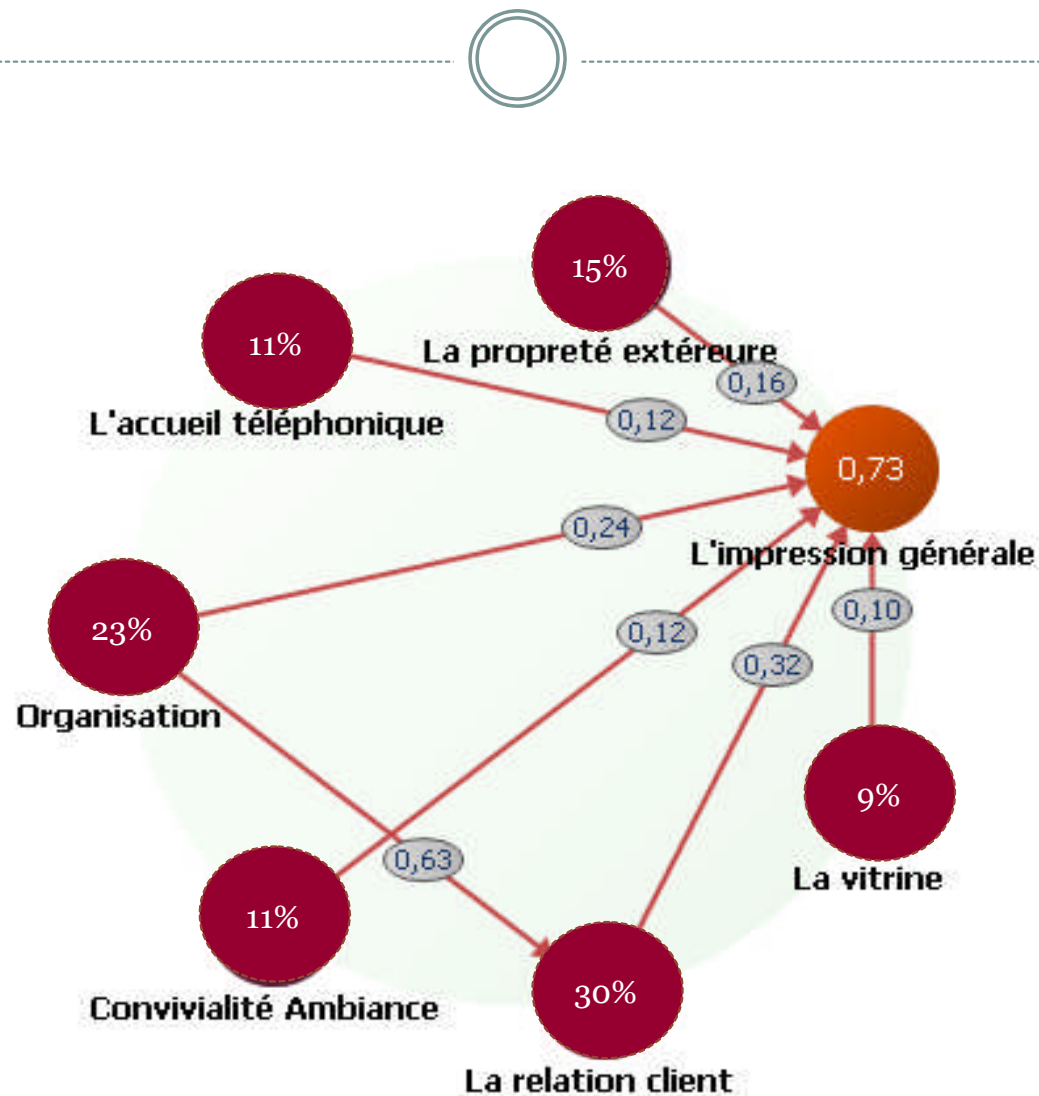 15%
La propreté extéreure
11%
L'accueil téléphonique
0,16
0,12
0,73
L'impression générale
0,24
23%
Organisation
0,12
0,32
0,10
9%
La vitrine
0,63
11%
Convivialité Ambiance
30%
La relation client